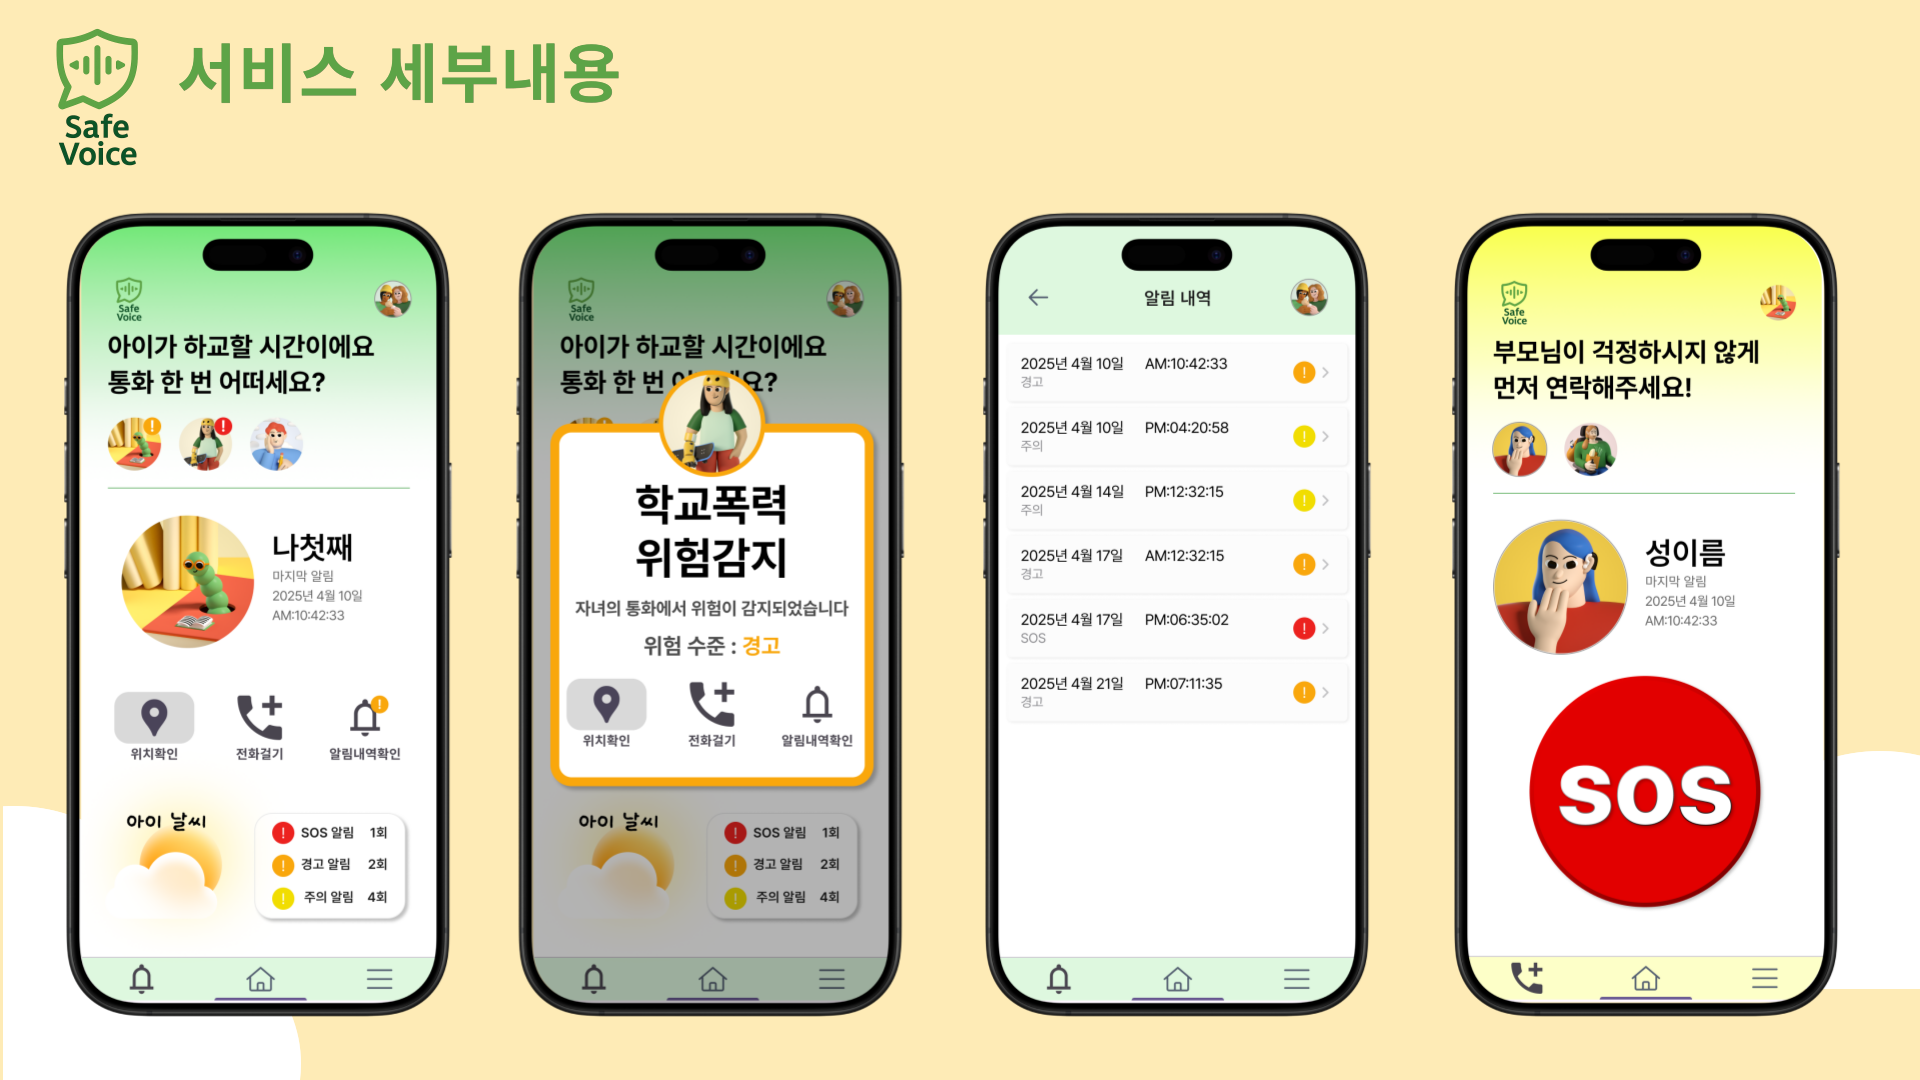 Safe
Voice
서비스 세부내용
Safe
Voice
아이가 하교할 시간이에요
통화 한 번 어떠세요?
나첫째
마지막 알림
2025년 4월 10일
AM:10:42:33
위치확인
전화걸기
알림내역확인
아이 날씨
SOS 알림 1회
경고 알림 2회
주의 알림 4회
Safe
Voice
아이가 하교할 시간이에요
통화 한 번 요?
학교폭력
위험감지
자녀의 통화에서 위험이 감지되었습니다
위험 수준 : 경고
위치확인
전화걸기
알림내역확인
아이 날씨
SOS 알림 1회
경고 알림 2회
주의 알림 4회
알림 내역
2025년 4월 10일 AM:10:42:33
경고
2025년 4월 10일 PM:04:20:58
주의
2025년 4월 14일 PM:12:32:15
주의
2025년 4월 17일 AM:12:32:15
경고
2025년 4월 17일 PM:06:35:02
SOS
2025년 4월 21일 PM:07:11:35
경고
Safe
Voice
부모님이 걱정하시지 않게
먼저 연락해주세요!
성이름
마지막 알림
2025년 4월 10일
AM:10:42:33
SOS